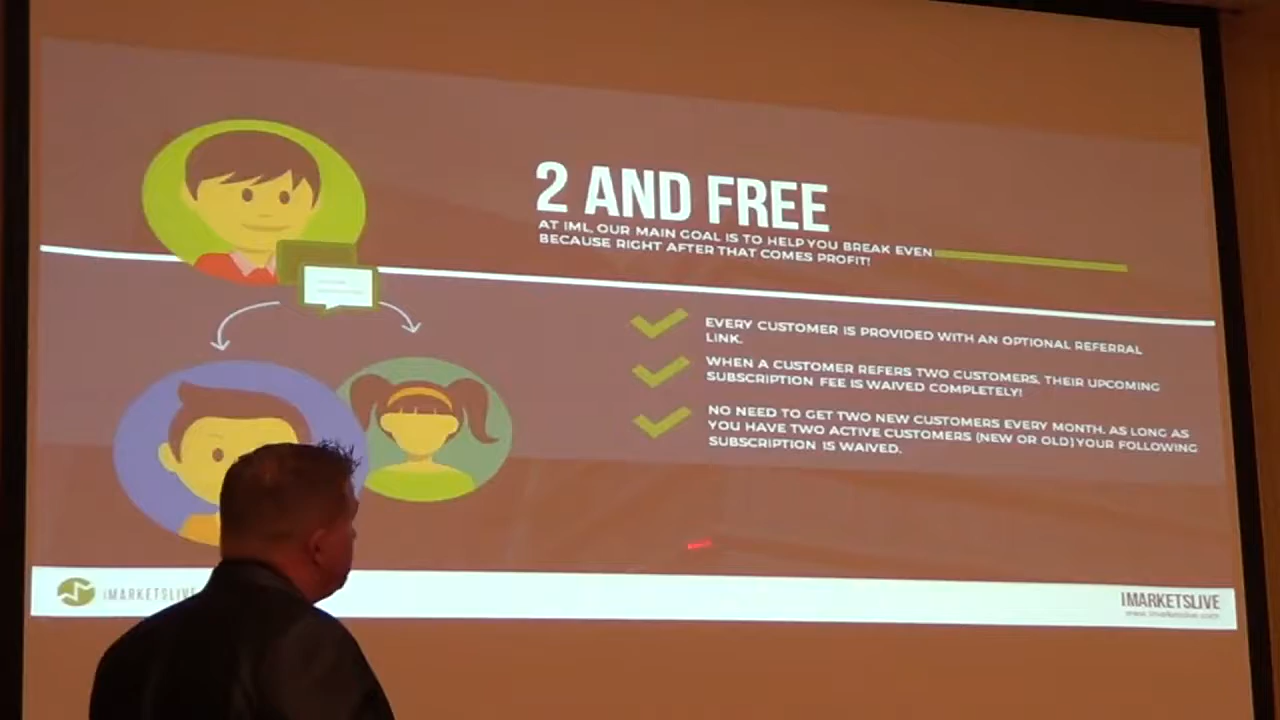 2 AND FREE
AT IML, OUR MAIN GOAL IS TO HELP YOU BREAK EVEN
BECAUSE RIGHT AFTER THAT COMES PROFIT!
EVERY CUSTOMER IS PROVIDED WITH AN OPTIONAL REFERRAL
LINK.
WHEN A CUSTOMER REFERS TWO CUSTOMERS, THEIR UPCOMING
SUBSCRIPTION FEE IS WAIVED COMPLETELY!
NO NEED TO GET TWO NEW CUSTOMERS EVERY MONTH. AS LONG AS
YOU HAVE TWO ACTIVE CUSTOMERS (NEW OR OLD) YOUR FOLLOWING
SUBSCRIPTION IS WAIVED.
iMARKETSLIVE
IMARKETSLIVE
www.imarketslive.com